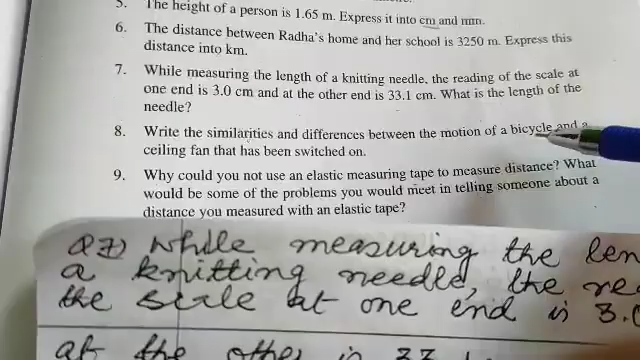 5. The height of a person is 1.65 m. Express it into cm and mm.
6. The distance between Radha's home and her school is 3250 m. Express this
distance into km.
7. While measuring the length of a knitting needle, the reading of the scale at
one end is 3.0 cm and at the other end is 33.1 cm. What is the length of the
needle?
8. Write the similarities and differences between the motion of a bicycle and a
ceiling fan that has been switched on.
9. Why could you not use an elastic measuring tape to measure distance? What
would be some of the problems you would meet in telling someone about a
distance you measured with an elastic tape?
Q7) While measuring the len
a knitting needle, the re
the scale at one end is 3.0
at the other is 33.1